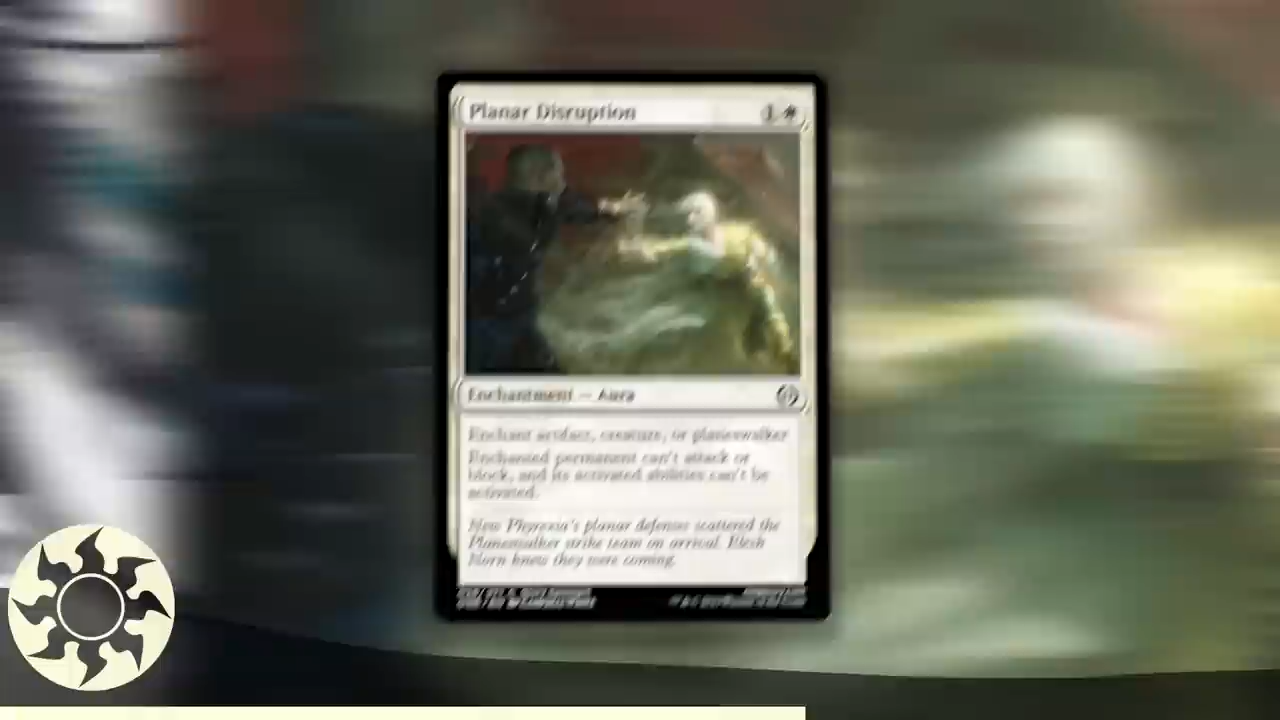 Planar Disruption 1
Enchantment — Aura
Enchant artifact, creature, or planeswalker
Enchanted permanent can't attack or
block, and its activated abilities can't be
activated.
New Phyrexia's planar defenses scattered the
Planeswalker strike team on arrival. Elesh
Norn knew they were coming.